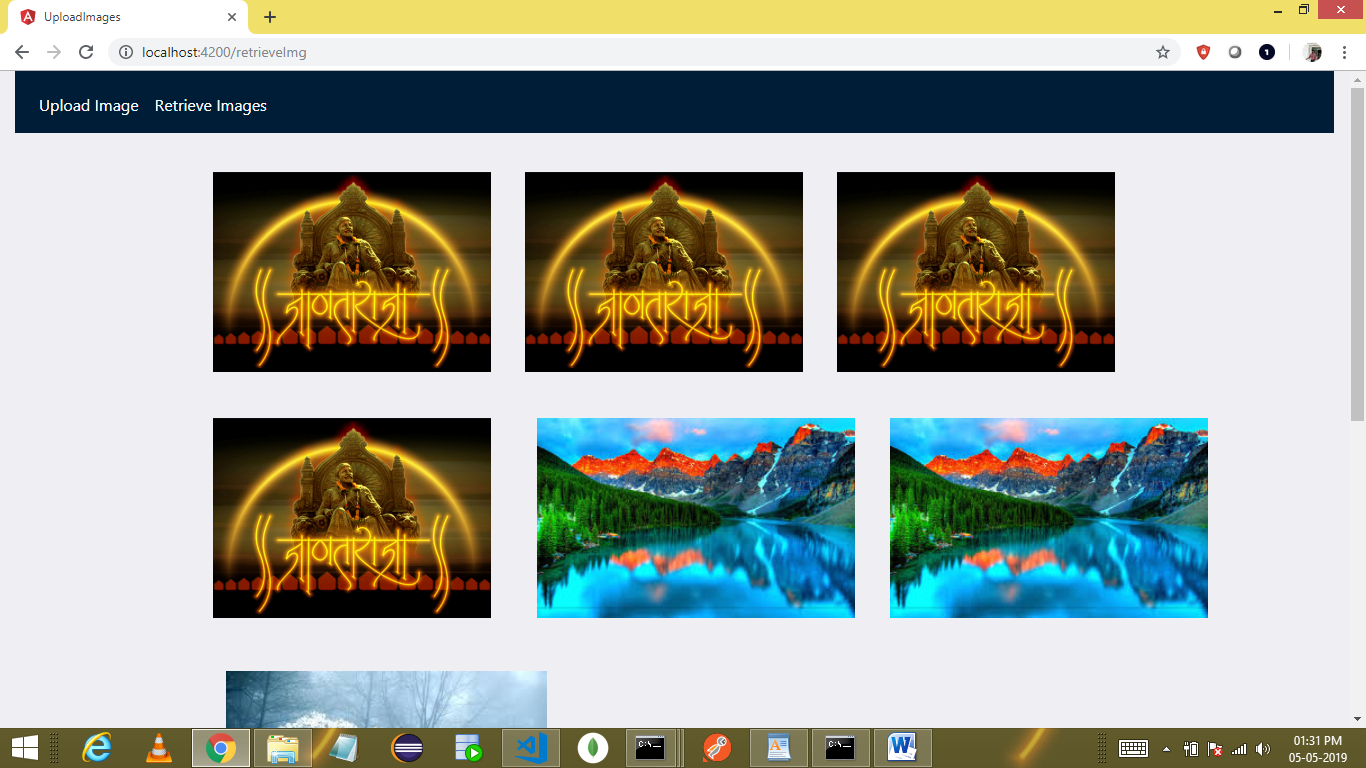 UploadImages
localhost:4200/retrieveImg
Upload Image Retrieve Images
॥ जाणता राजा ॥ ॥ जाणता राजा ॥ ॥ जाणता राजा ॥
॥ जाणता राजा ॥
01:31 PM
05-05-2019